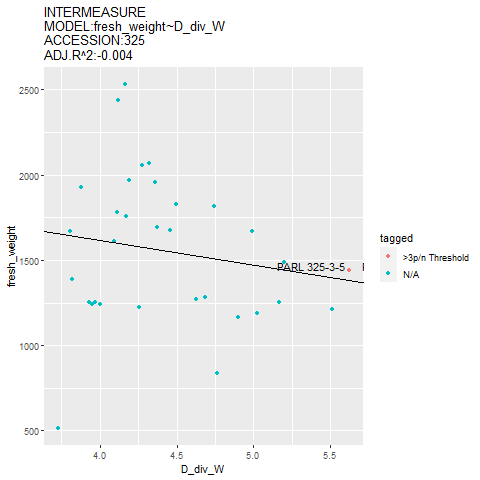 INTERMEASURE
MODEL:fresh_weight~D_div_W
ACCESSION:325
ADJ.R^2:-0.004
2500
2000
1500
1000
500
fresh_weight
PARL 325-3-5
4.0 4.5 5.0 5.5
D_div_W
tagged
>3p/n Threshold
N/A